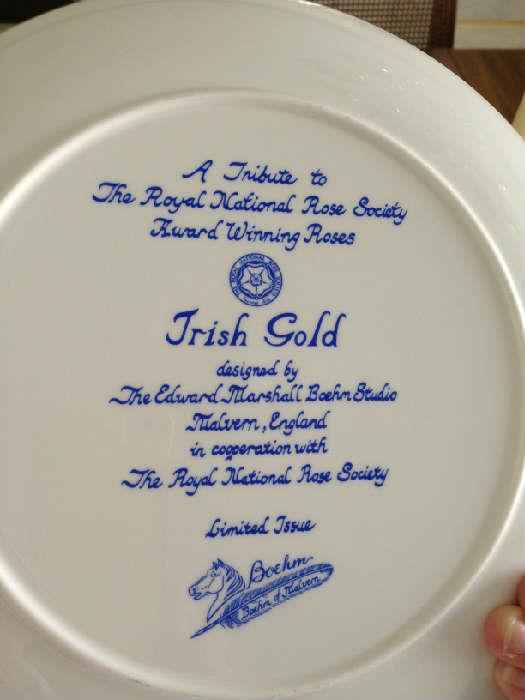 A Tribute to
The Royal National Rose Society
Award Winning Roses
Irish Gold
designed by
The Edward Marshall Boehm Studio
Malvern, England
in cooperation with
The Royal National Rose Society
Limited Issue
Boehm
Boehm of Malvern